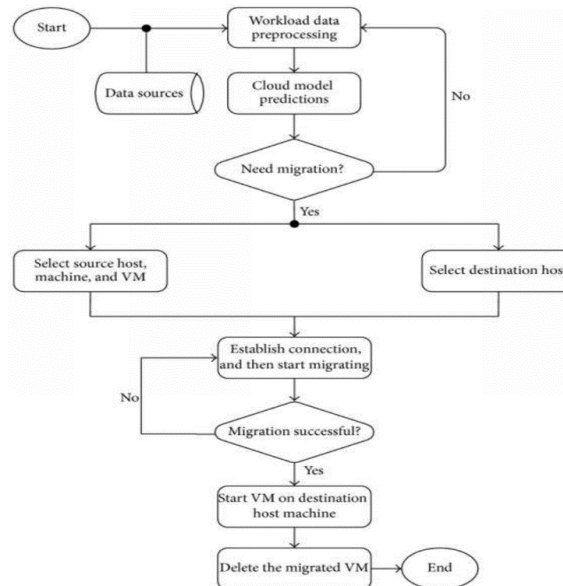 Start
Workload data
preprocessing
Data sources
Cloud model
predictions
No
Need migration?
Yes
Select source host,
machine, and VM
Select destination host
Establish connection,
and then start migrating
No
Migration successful?
Yes
Start VM on destination
host machine
Delete the migrated VM
End